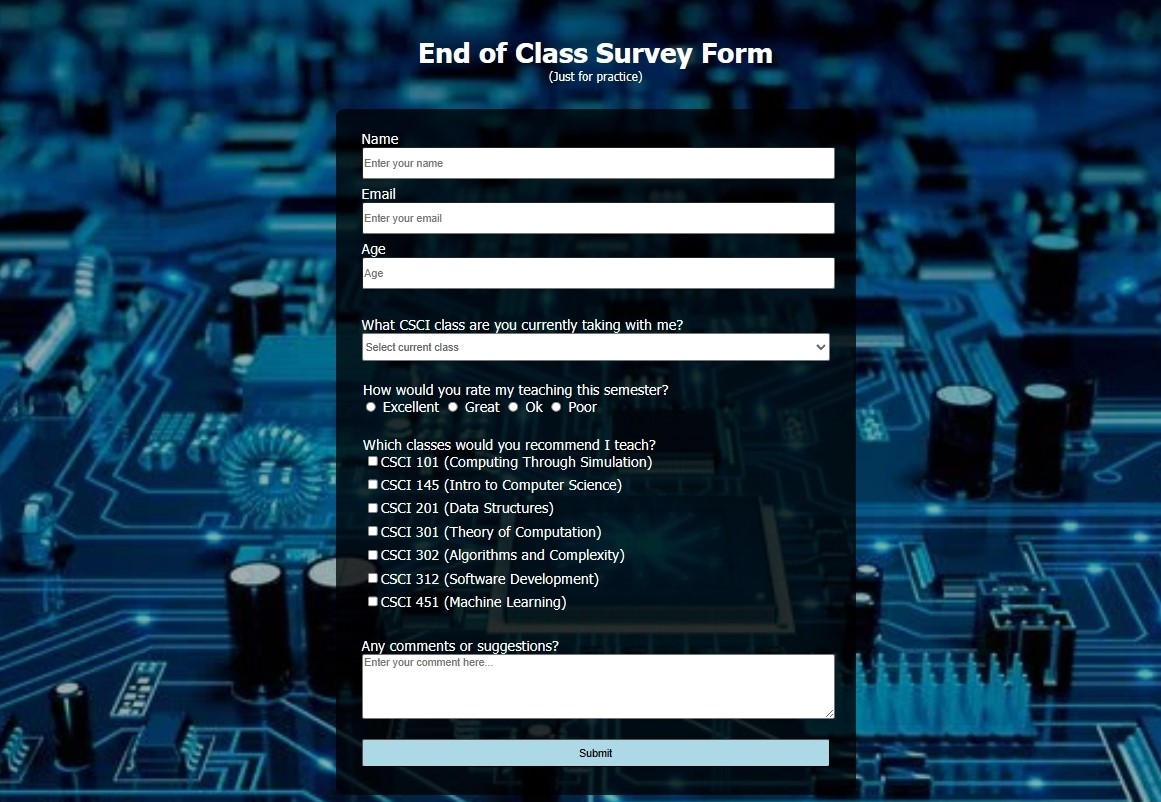 End of Class Survey Form
(Just for practice)
Name
Enter your name
Email
Enter your email
Age
Age
What CSCI class are you currently taking with me?
Select current class
How would you rate my teaching this semester?
Excellent Great Ok Poor
Which classes would you recommend I teach?
CSCI 101 (Computing Through Simulation)
CSCI 145 (Intro to Computer Science)
CSCI 201 (Data Structures)
CSCI 301 (Theory of Computation)
CSCI 302 (Algorithms and Complexity)
CSCI 312 (Software Development)
CSCI 451 (Machine Learning)
Any comments or suggestions?
Enter your comment here...
Submit